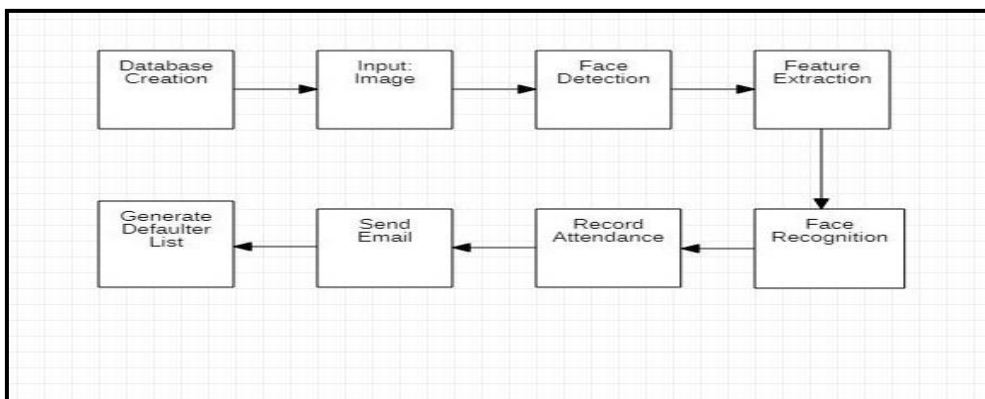 Database
Creation
Input:
Image
Face
Detection
Feature
Extraction
Face
Recognition
Record
Attendance
Send
Email
Generate
Defaulter
List